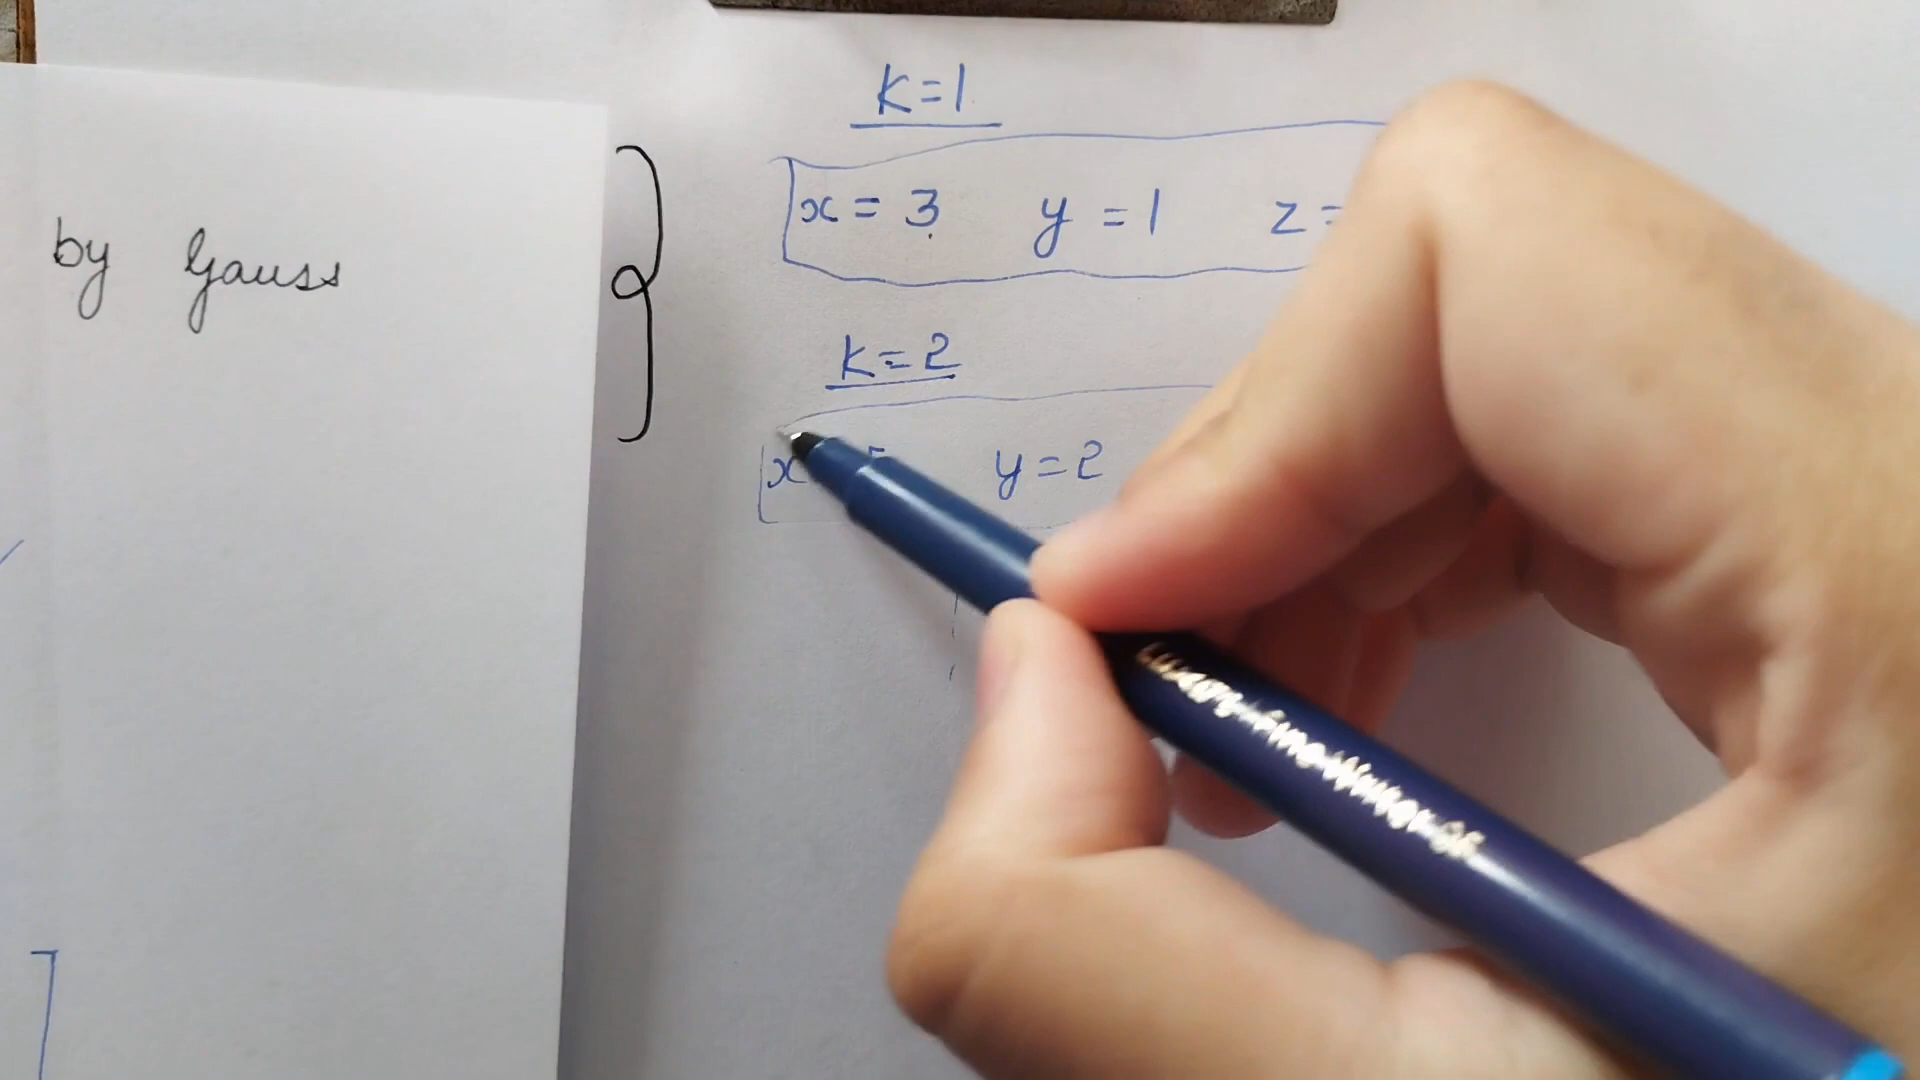 by Gauss
K=1
x = 3 y = 1 z =
K=2
x y = 2